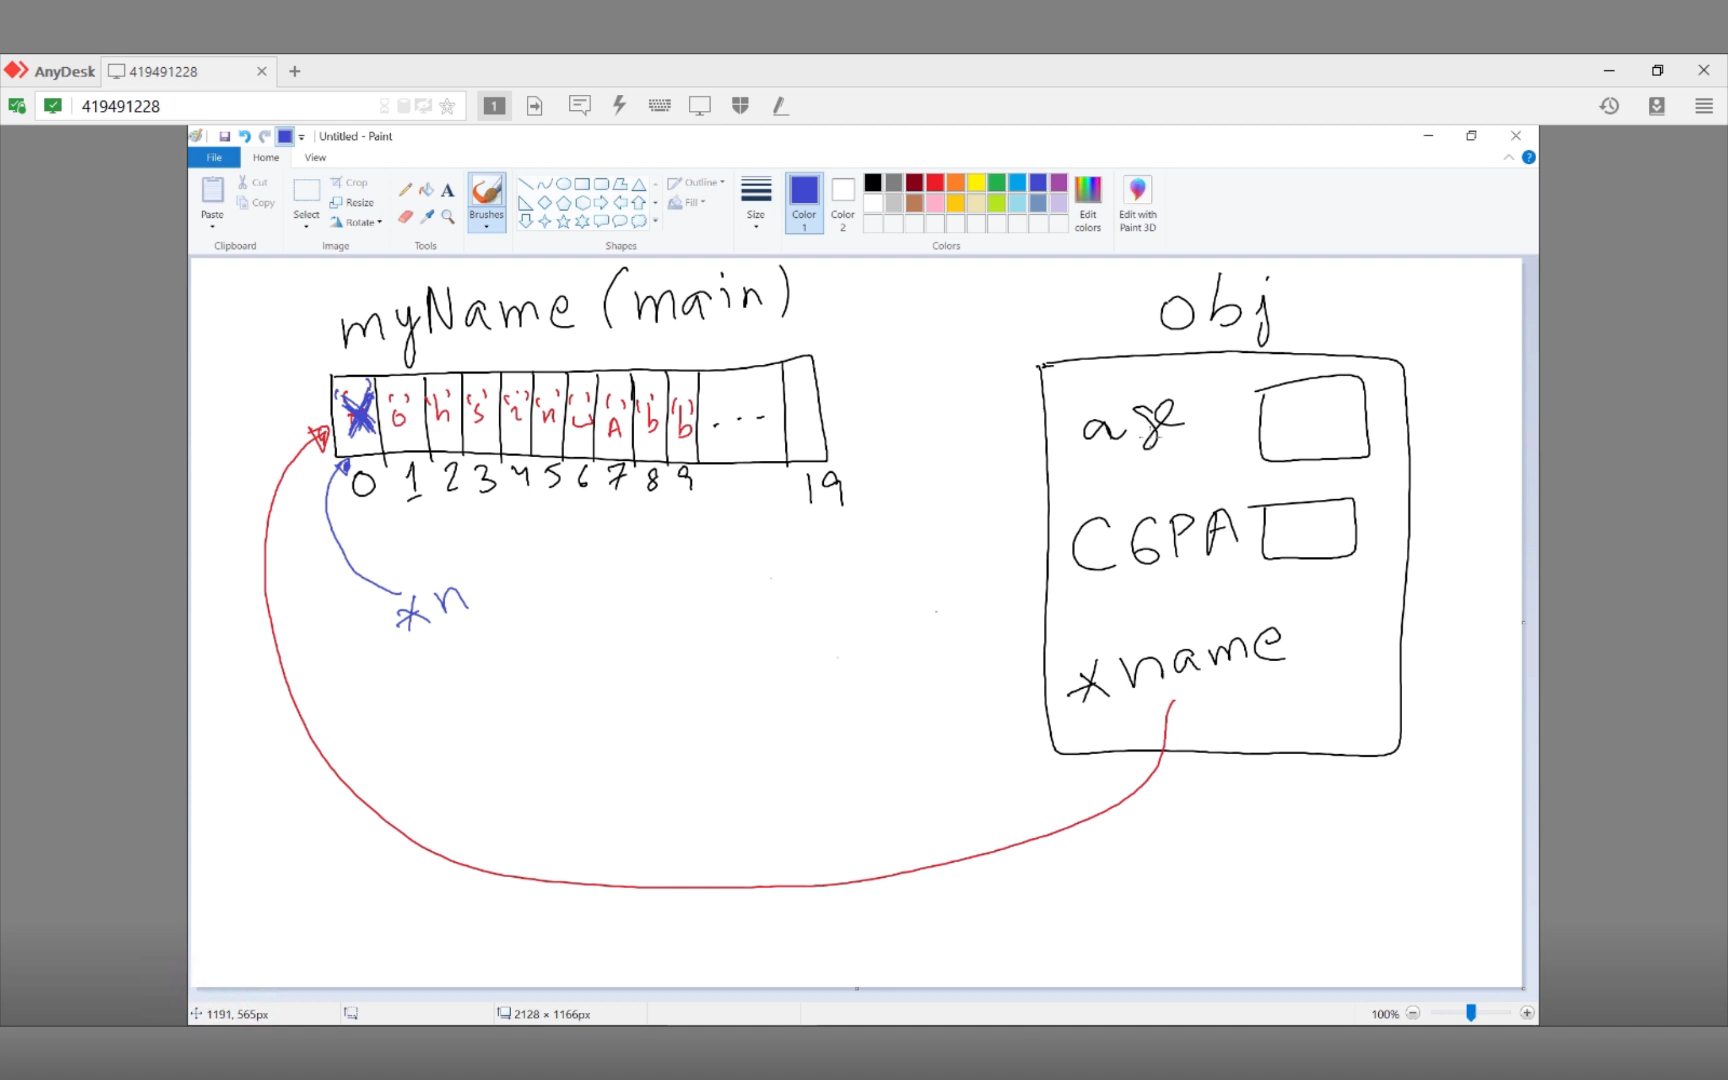 AnyDesk 419491228
419491228 1
Untitled - Paint
File Home View
Paste Cut Copy Select Crop Resize Rotate A Brushes Outline Fill Size Color 1 Color 2 Edit colors Edit with Paint 3D
Clipboard Image Tools Shapes Colors
myName (main)
obj
'o' 'h' 's' 'i' 'n' '␣' 'A' 'b' 'b' ...
0 1 2 3 4 5 6 7 8 9 19
age
CGPA
*n
*name
1191, 565px 2128 × 1166px 100%